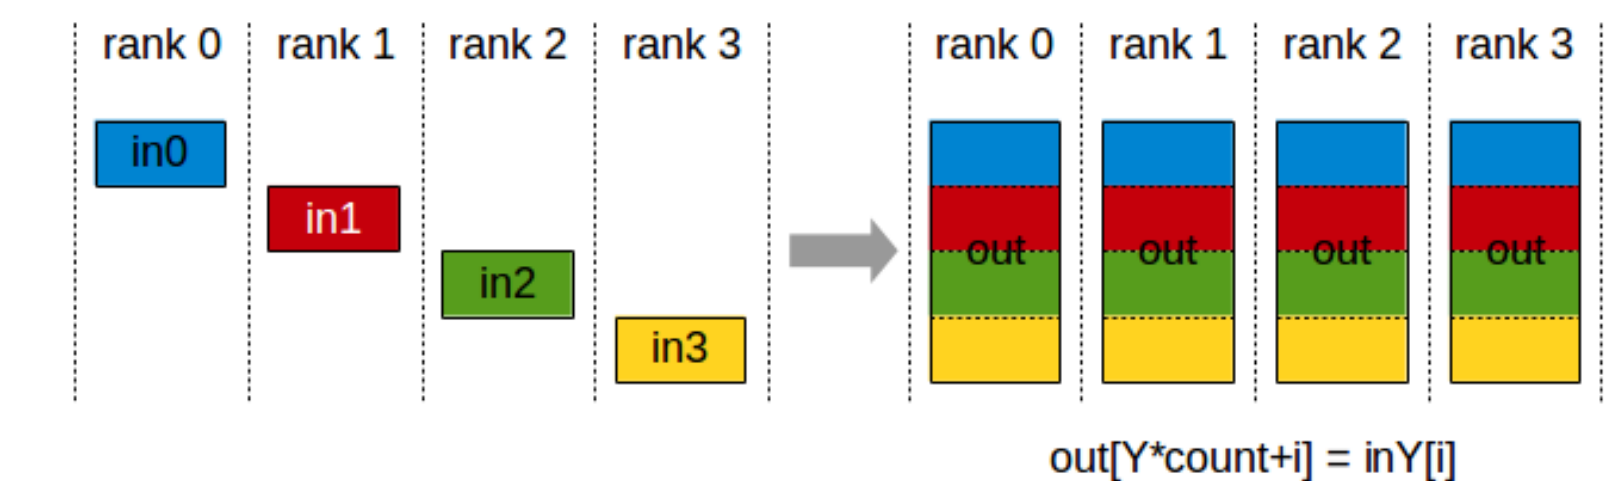 rank 0 rank 1 rank 2 rank 3 rank 0 rank 1 rank 2 rank 3
in0
in1
out out out out
in2
in3
out[Y*count+i] = inY[i]